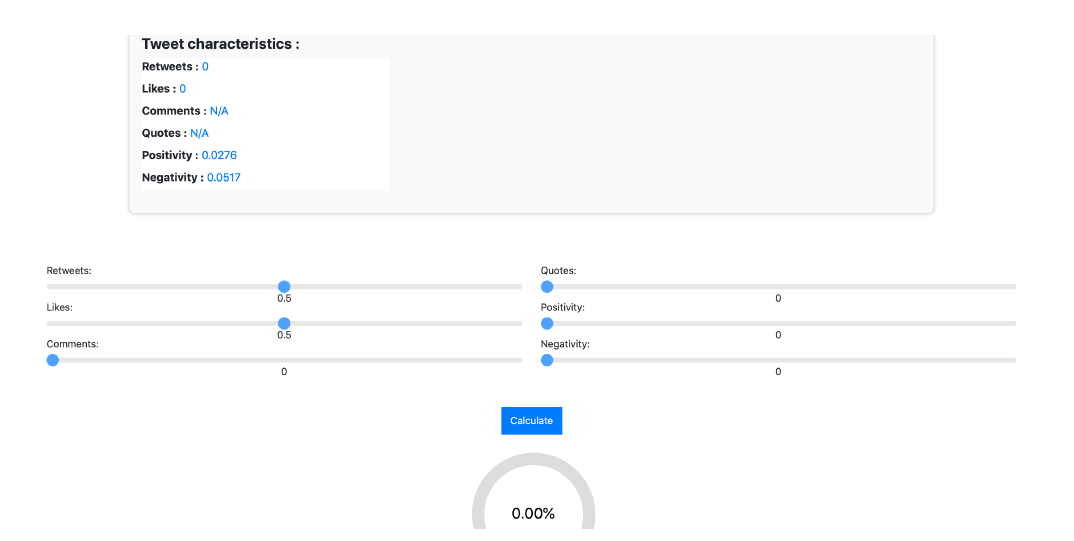 Tweet characteristics :
Retweets : 0
Likes : 0
Comments : N/A
Quotes : N/A
Positivity : 0.0276
Negativity : 0.0517
Retweets:
0.5
Likes:
0.5
Comments:
0
Quotes:
0
Positivity:
0
Negativity:
0
Calculate
0.00%